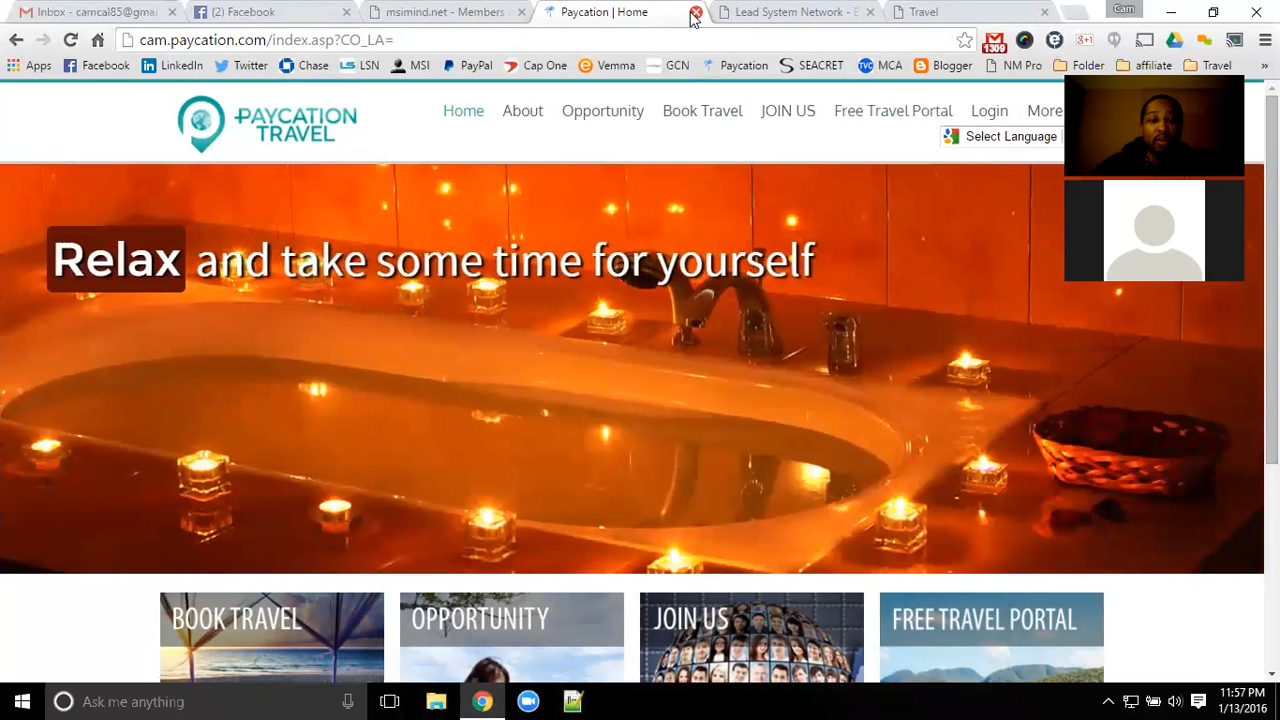 Inbox - camcal85@gmai
(2) Facebook
msimind.net - Members
Paycation | Home
Lead System Network - E
Travel
Cam
cam.paycation.com/index.asp?CO_LA=
1309
Apps
Facebook
LinkedIn
Twitter
Chase
LSN
MSI
PayPal
Cap One
Vemma
GCN
Paycation
SEACRET
TVC MCA
Blogger
NM Pro
Folder
affiliate
Travel
PAYCATION
TRAVEL
Home
About
Opportunity
Book Travel
JOIN US
Free Travel Portal
Login
More
Select Language
Relax and take some time for yourself
BOOK TRAVEL
OPPORTUNITY
JOIN US
FREE TRAVEL PORTAL
Ask me anything
11:57 PM
1/13/2016